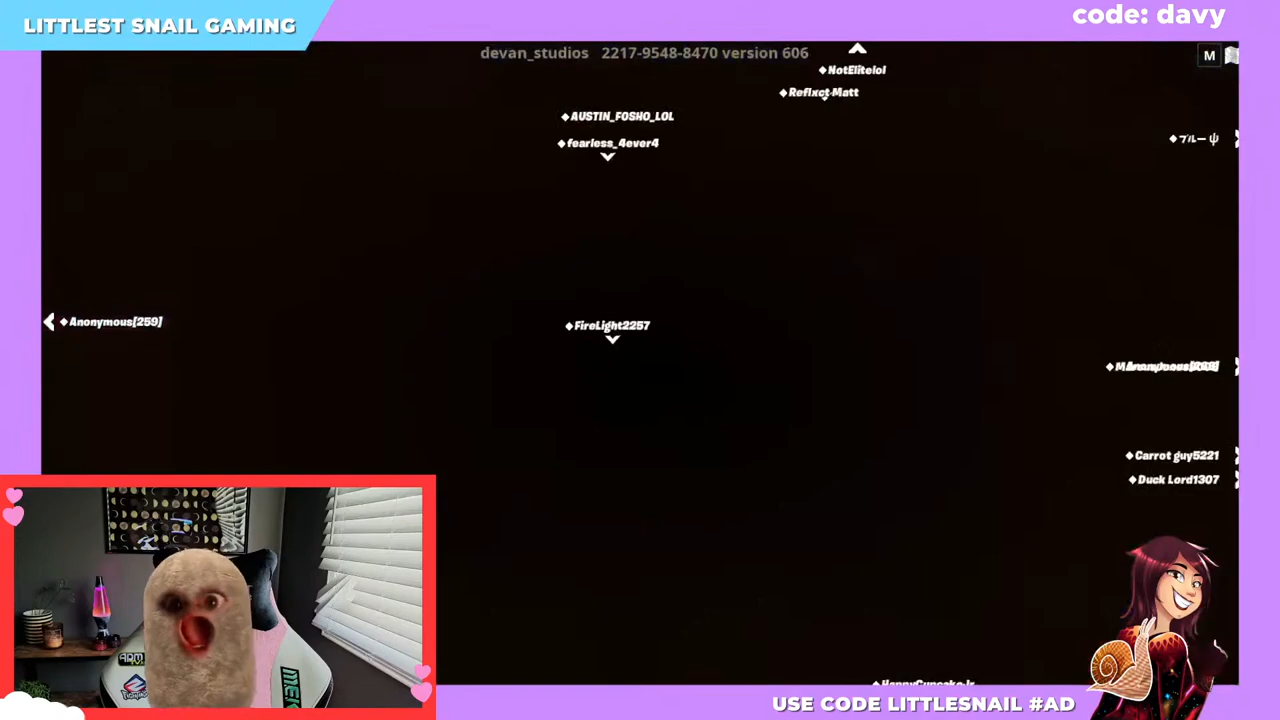 LITTLEST SNAIL GAMING
code: davy
devan_studios 2217-9548-8470 version 606
M
NotElitelol
Reflxct-Matt
AUSTIN_FOSHO_LOL
fearless_4ever4
ブルー ψ
Anonymous[259]
FireLight2257
Carrot guy5221
Duck Lord1307
HappyCupcakeJr
USE CODE LITTLESNAIL #AD